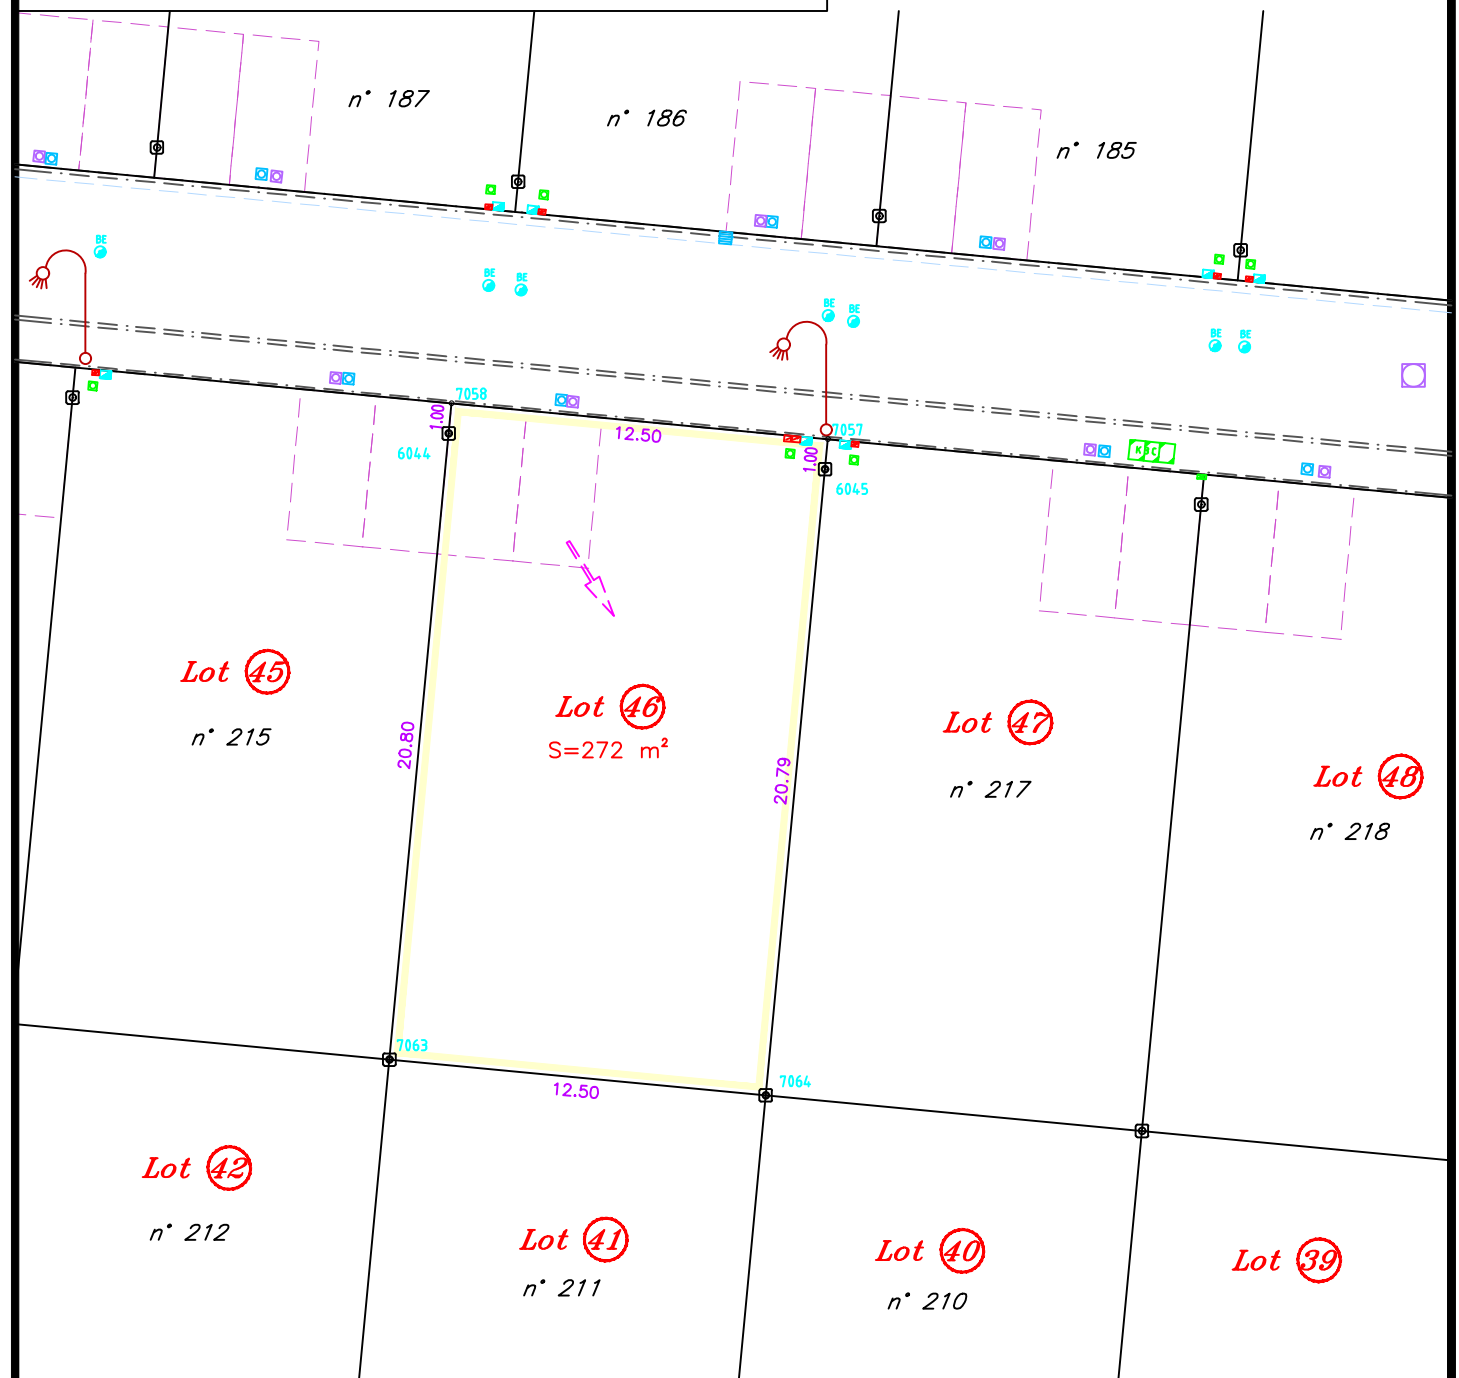 n° 187
n° 186
n° 185
BE
BE BE
BE BE
BE BE
7058
1.00
12.50
7057
6044
1.00
6045
Lot 45
n° 215
20.80
Lot 46
S=272 m²
20.79
Lot 47
n° 217
Lot 48
n° 218
7063
12.50
7064
Lot 42
n° 212
Lot 41
n° 211
Lot 40
n° 210
Lot 39